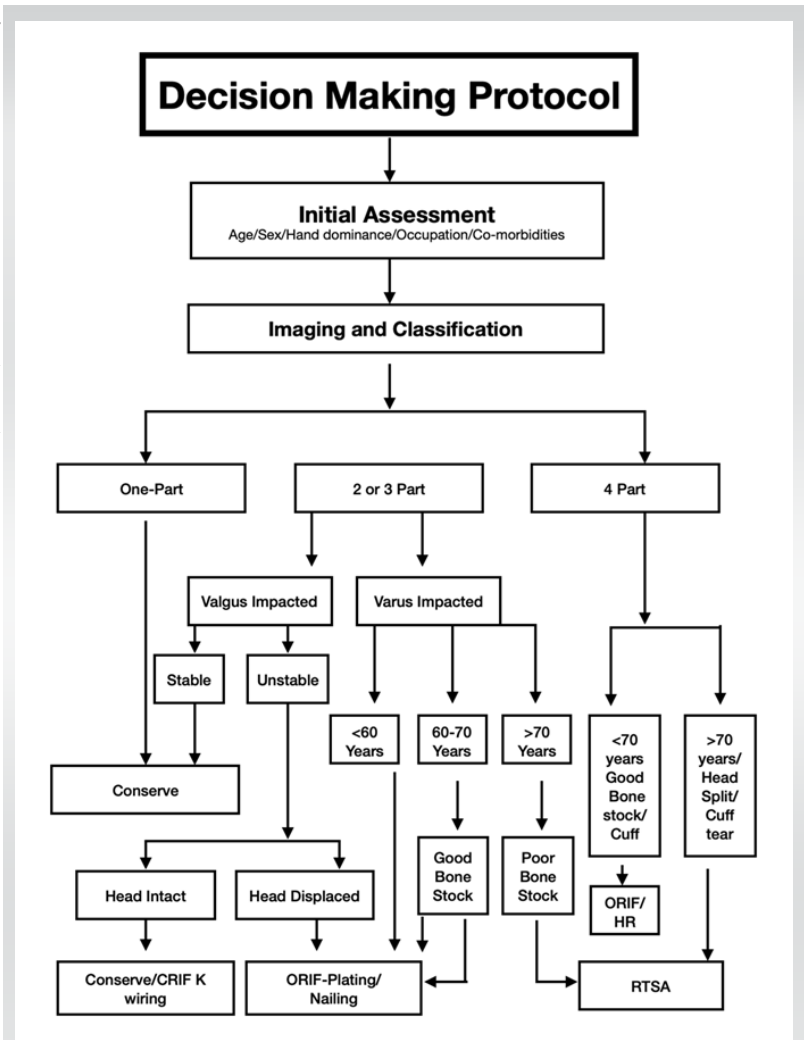 Decision Making Protocol
Initial Assessment
Age/Sex/Hand dominance/Occupation/Co-morbidities
Imaging and Classification
One-Part
2 or 3 Part
4 Part
Valgus Impacted
Varus Impacted
Stable
Unstable
<60
Years
60-70
Years
>70
Years
<70
years
Good
Bone
stock/
Cuff
>70
years/
Head
Split/
Cuff
tear
Conserve
Good
Bone
Stock
Poor
Bone
Stock
Head Intact
Head Displaced
ORIF/
HR
Conserve/CRIF K
wiring
ORIF-Plating/
Nailing
RTSA